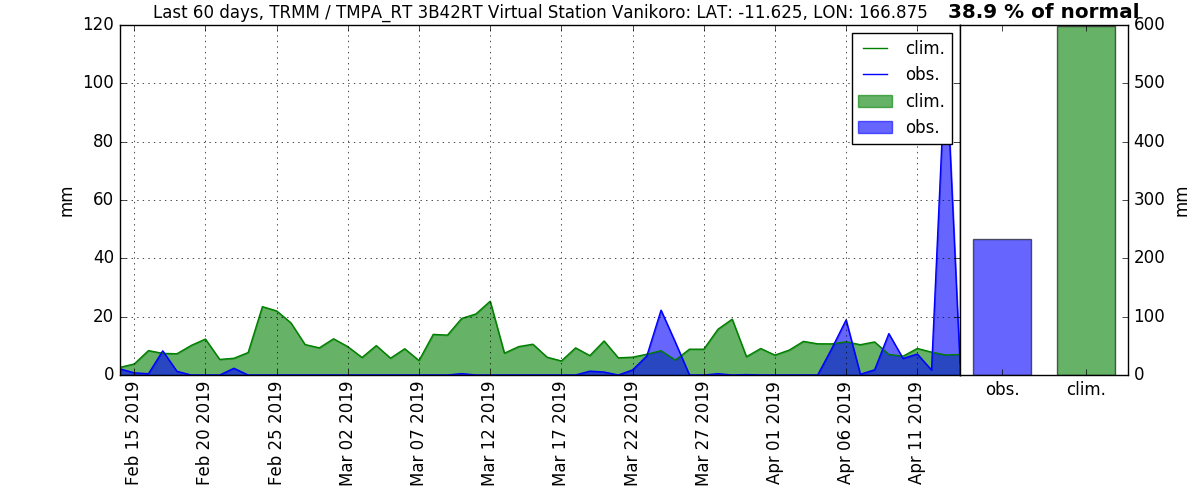 Last 60 days, TRMM / TMPA_RT 3B42RT Virtual Station Vanikoro: LAT: -11.625, LON: 166.875
38.9 % of normal
120
100
80
60
40
20
0
mm
clim.
obs.
clim.
obs.
600
500
400
300
200
100
0
mm
Feb 15 2019
Feb 20 2019
Feb 25 2019
Mar 02 2019
Mar 07 2019
Mar 12 2019
Mar 17 2019
Mar 22 2019
Mar 27 2019
Apr 01 2019
Apr 06 2019
Apr 11 2019
obs.
clim.